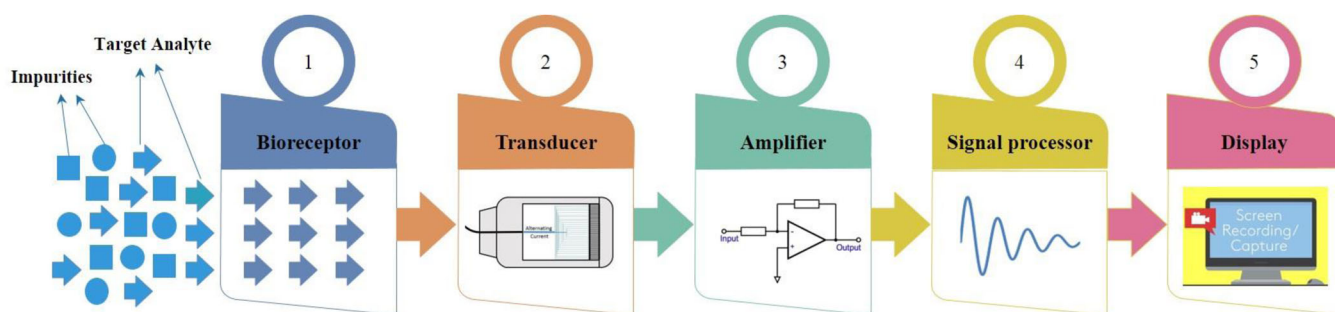 Target Analyte
Impurities
1
2
3
4
5
Bioreceptor
Transducer
Amplifier
Signal processor
Display
Alternating
Current
Input
-
+
Output
Screen
Recording/
Capture